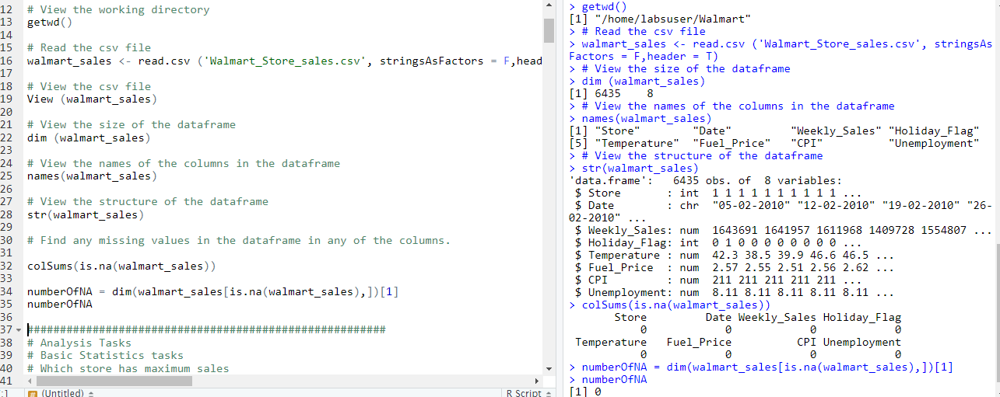 12 # View the working directory
13 getwd()
14
15 # Read the csv file
16 walmart_sales <- read.csv ('Walmart_Store_sales.csv', stringsAsFactors = F,head
17
18 # View the csv file
19 View (walmart_sales)
20
21 # View the size of the dataframe
22 dim (walmart_sales)
23
24 # View the names of the columns in the dataframe
25 names(walmart_sales)
26
27 # View the structure of the dataframe
28 str(walmart_sales)
29
30 # Find any missing values in the dataframe in any of the columns.
31
32 colSums(is.na(walmart_sales))
33
34 numberOfNA = dim(walmart_sales[is.na(walmart_sales),])[1]
35 numberOfNA
36
37 #######################################################
38 # Analysis Tasks
39 # Basic Statistics tasks
40 # Which store has maximum sales
41
:1 (Untitled) R Script
> getwd()
[1] "/home/labsuser/Walmart"
> # Read the csv file
> walmart_sales <- read.csv ('Walmart_Store_sales.csv', stringsAs
Factors = F,header = T)
> # View the size of the dataframe
> dim (walmart_sales)
[1] 6435    8
> # View the names of the columns in the dataframe
> names(walmart_sales)
[1] "Store"        "Date"         "Weekly_Sales" "Holiday_Flag"
[5] "Temperature"  "Fuel_Price"   "CPI"          "Unemployment"
> # View the structure of the dataframe
> str(walmart_sales)
'data.frame':   6435 obs. of  8 variables:
 $ Store       : int  1 1 1 1 1 1 1 1 1 1 ...
 $ Date        : chr  "05-02-2010" "12-02-2010" "19-02-2010" "26-
02-2010" ...
 $ Weekly_Sales: num  1643691 1641957 1611968 1409728 1554807 ...
 $ Holiday_Flag: int  0 1 0 0 0 0 0 0 0 0 ...
 $ Temperature : num  42.3 38.5 39.9 46.6 46.5 ...
 $ Fuel_Price  : num  2.57 2.55 2.51 2.56 2.62 ...
 $ CPI         : num  211 211 211 211 211 ...
 $ Unemployment: num  8.11 8.11 8.11 8.11 8.11 ...
> colSums(is.na(walmart_sales))
       Store         Date Weekly_Sales Holiday_Flag
           0            0            0            0
 Temperature   Fuel_Price          CPI Unemployment
           0            0            0            0
> numberOfNA = dim(walmart_sales[is.na(walmart_sales),])[1]
> numberOfNA
[1] 0